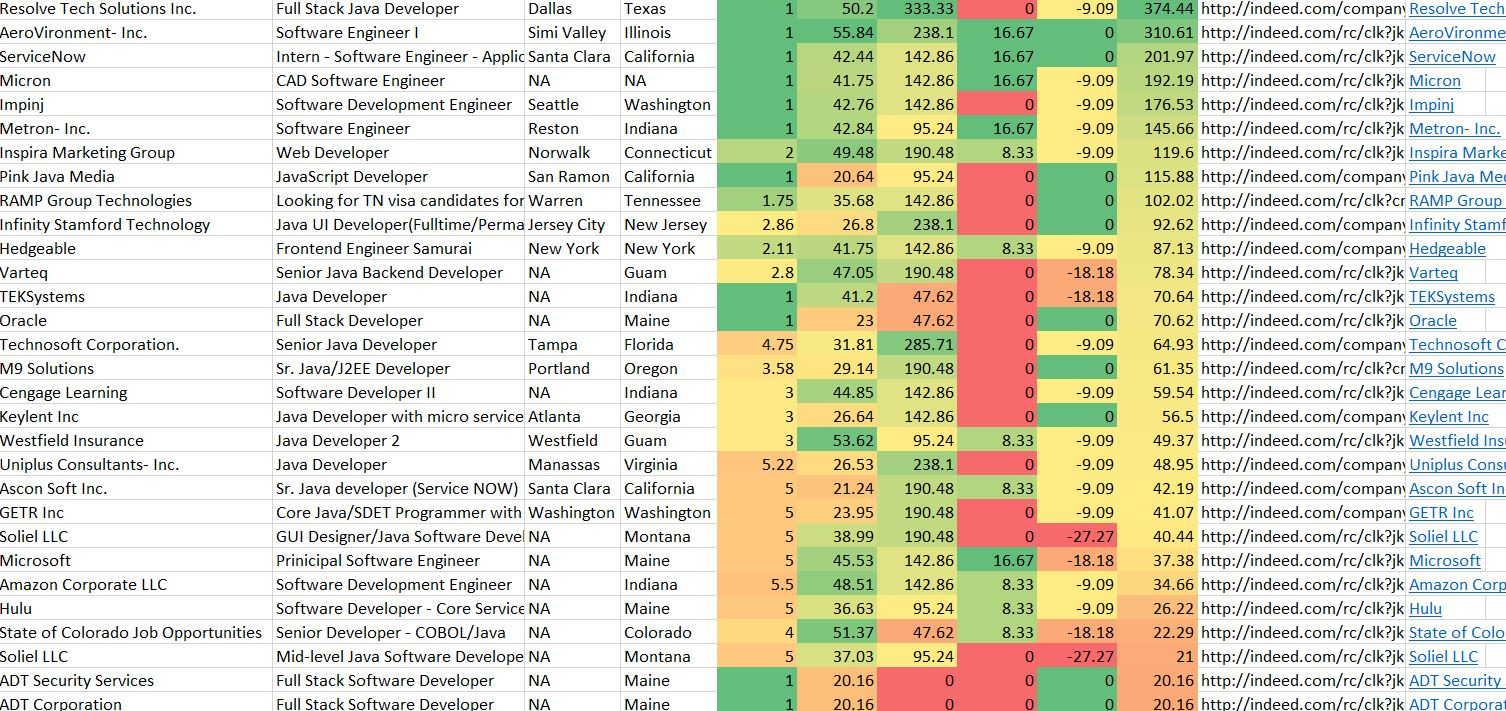 Resolve Tech Solutions Inc. Full Stack Java Developer Dallas Texas 1 50.2 333.33 0 -9.09 374.44 http://indeed.com/company Resolve Tech
AeroVironment- Inc. Software Engineer I Simi Valley Illinois 1 55.84 238.1 16.67 0 310.61 http://indeed.com/rc/clk?jk AeroVironme
ServiceNow Intern - Software Engineer - Applic Santa Clara California 1 42.44 142.86 16.67 0 201.97 http://indeed.com/rc/clk?jk ServiceNow
Micron CAD Software Engineer NA NA 1 41.75 142.86 16.67 -9.09 192.19 http://indeed.com/rc/clk?jk Micron
Impinj Software Development Engineer Seattle Washington 1 42.76 142.86 0 -9.09 176.53 http://indeed.com/rc/clk?jk Impinj
Metron- Inc. Software Engineer Reston Indiana 1 42.84 95.24 16.67 -9.09 145.66 http://indeed.com/rc/clk?jk Metron- Inc.
Inspira Marketing Group Web Developer Norwalk Connecticut 2 49.48 190.48 8.33 -9.09 119.6 http://indeed.com/company Inspira Marke
Pink Java Media JavaScript Developer San Ramon California 1 20.64 95.24 0 0 115.88 http://indeed.com/company Pink Java Med
RAMP Group Technologies Looking for TN visa candidates for Warren Tennessee 1.75 35.68 142.86 0 0 102.02 http://indeed.com/rc/clk?cr RAMP Group
Infinity Stamford Technology Java UI Developer(Fulltime/Perma Jersey City New Jersey 2.86 26.8 238.1 0 0 92.62 http://indeed.com/company Infinity Stamf
Hedgeable Frontend Engineer Samurai New York New York 2.11 41.75 142.86 8.33 -9.09 87.13 http://indeed.com/company Hedgeable
Varteq Senior Java Backend Developer NA Guam 2.8 47.05 190.48 0 -18.18 78.34 http://indeed.com/rc/clk?jk Varteq
TEKSystems Java Developer NA Indiana 1 41.2 47.62 0 -18.18 70.64 http://indeed.com/rc/clk?jk TEKSystems
Oracle Full Stack Developer NA Maine 1 23 47.62 0 0 70.62 http://indeed.com/rc/clk?jk Oracle
Technosoft Corporation. Senior Java Developer Tampa Florida 4.75 31.81 285.71 0 -9.09 64.93 http://indeed.com/rc/clk?jk Technosoft C
M9 Solutions Sr. Java/J2EE Developer Portland Oregon 3.58 29.14 190.48 0 0 61.35 http://indeed.com/rc/clk?cr M9 Solutions
Cengage Learning Software Developer II NA Indiana 3 44.85 142.86 0 -9.09 59.54 http://indeed.com/rc/clk?jk Cengage Lear
Keylent Inc Java Developer with micro service Atlanta Georgia 3 26.64 142.86 0 0 56.5 http://indeed.com/company Keylent Inc
Westfield Insurance Java Developer 2 Westfield Guam 3 53.62 95.24 8.33 -9.09 49.37 http://indeed.com/rc/clk?jk Westfield Insu
Uniplus Consultants- Inc. Java Developer Manassas Virginia 5.22 26.53 238.1 0 -9.09 48.95 http://indeed.com/company Uniplus Consu
Ascon Soft Inc. Sr. Java developer (Service NOW) Santa Clara California 5 21.24 190.48 8.33 -9.09 42.19 http://indeed.com/company Ascon Soft In
GETR Inc Core Java/SDET Programmer with Washington Washington 5 23.95 190.48 0 -9.09 41.07 http://indeed.com/company GETR Inc
Soliel LLC GUI Designer/Java Software Devel NA Montana 5 38.99 190.48 0 -27.27 40.44 http://indeed.com/rc/clk?jk Soliel LLC
Microsoft Prinicipal Software Engineer NA Maine 5 45.53 142.86 16.67 -18.18 37.38 http://indeed.com/rc/clk?jk Microsoft
Amazon Corporate LLC Software Development Engineer NA Indiana 5.5 48.51 142.86 8.33 -9.09 34.66 http://indeed.com/rc/clk?jk Amazon Corp
Hulu Software Developer - Core Service NA Maine 5 36.63 95.24 8.33 -9.09 26.22 http://indeed.com/rc/clk?jk Hulu
State of Colorado Job Opportunities Senior Developer - COBOL/Java NA Colorado 4 51.37 47.62 8.33 -18.18 22.29 http://indeed.com/rc/clk?jk State of Colo
Soliel LLC Mid-level Java Software Develope NA Montana 5 37.03 95.24 0 -27.27 21 http://indeed.com/rc/clk?jk Soliel LLC
ADT Security Services Full Stack Software Developer NA Maine 1 20.16 0 0 0 20.16 http://indeed.com/rc/clk?jk ADT Security
ADT Corporation Full Stack Software Developer NA Maine 1 20.16 0 0 0 20.16 http://indeed.com/rc/clk?jk ADT Corporat